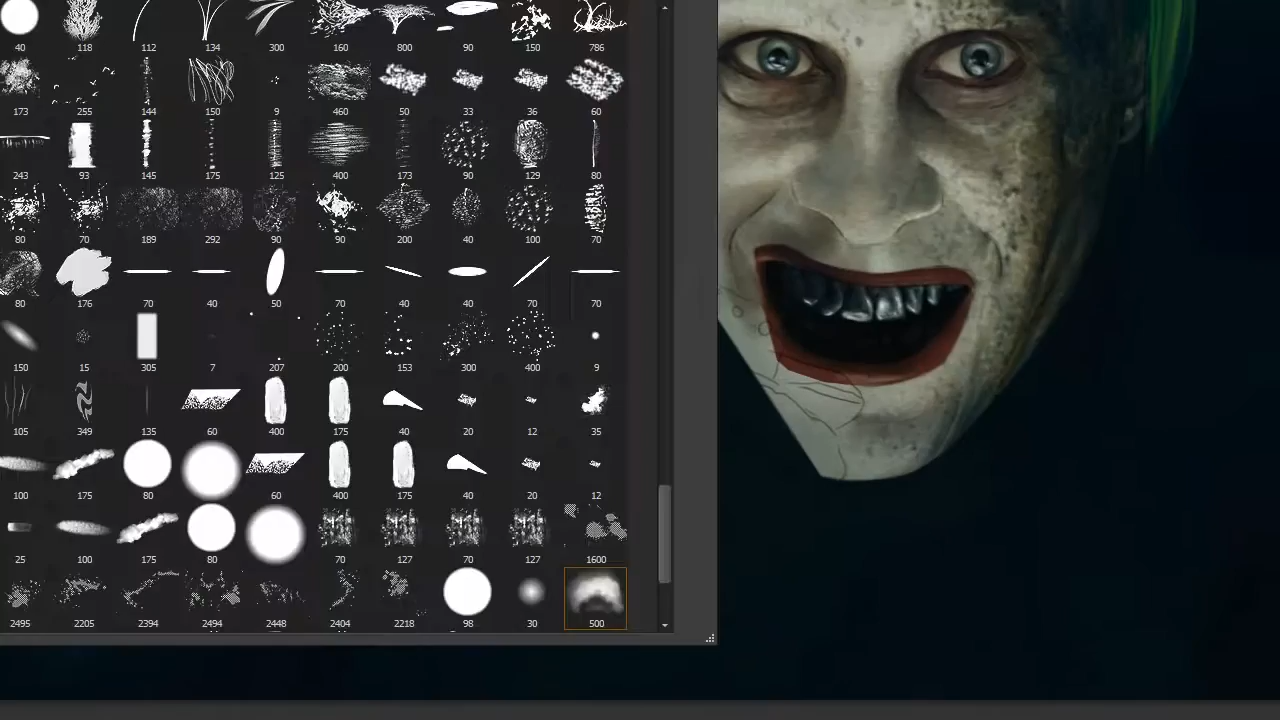 40 118 112 134 300 160 800 90 150 786
173 255 144 150 9 460 50 33 36 60
243 93 145 175 125 400 173 90 129 80
80 70 189 292 90 90 200 40 100 70
80 176 70 40 50 70 40 40 70 70
150 15 305 7 207 200 153 300 400 9
105 349 135 60 400 175 40 20 12 35
100 175 80 60 400 175 40 20 12
25 100 175 80 70 127 70 127 1600
2495 2205 2394 2494 2448 2404 2218 98 30 500